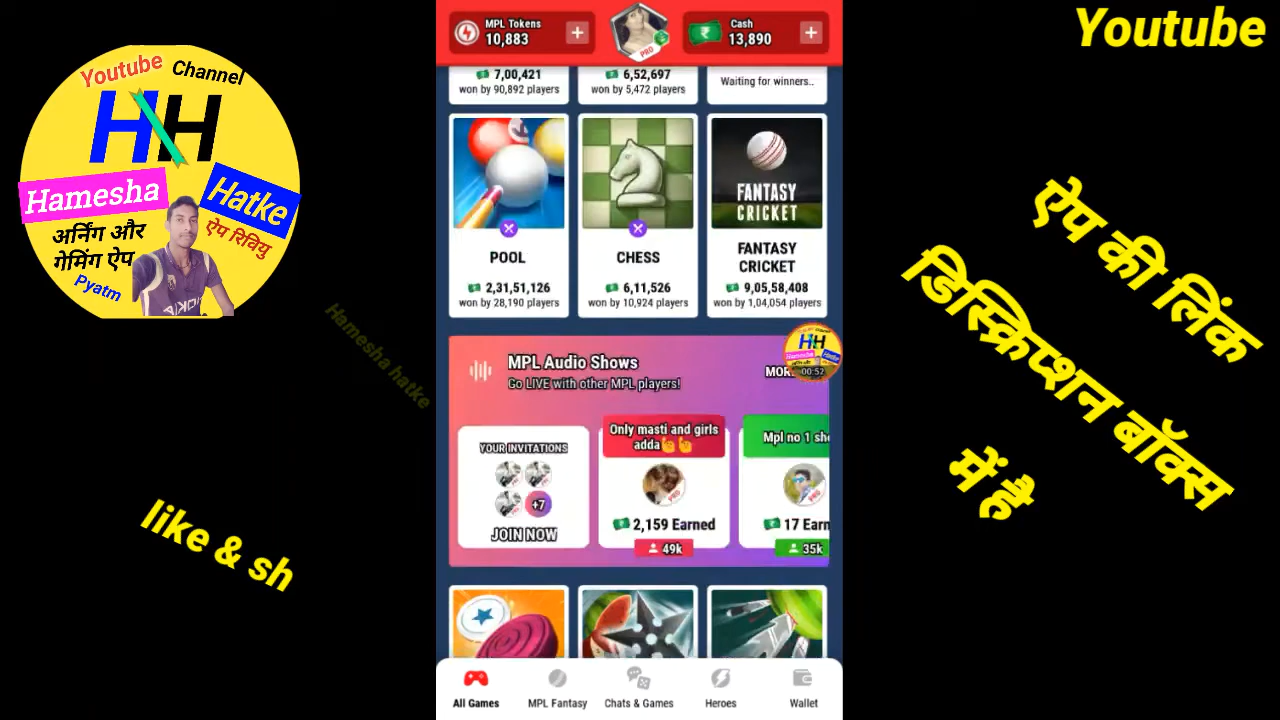 Youtube
Youtube Channel
HH
Hamesha
Hatke
अर्निंग और
गेमिंग ऐप
ऐप रिवियु
Pyatm
Hamesha hatke
like & sh
MPL Tokens
10,883
PRO
Cash
13,890
7,00,421
won by 90,892 players
6,52,697
won by 5,472 players
Waiting for winners..
FANTASY
CRICKET
POOL
2,31,51,126
won by 28,190 players
CHESS
6,11,526
won by 10,924 players
FANTASY
CRICKET
9,05,58,408
won by 1,04,054 players
MPL Audio Shows
Go LIVE with other MPL players!
MORE
HH
Hamesha
00:52
YOUR INVITATIONS
+7
JOIN NOW
Only masti and girls
adda💪💪
PRO
2,159 Earned
49k
Mpl no 1 sh
PRO
17 Earn
35k
All Games
MPL Fantasy
Chats & Games
Heroes
Wallet
ऐप की लिंक
डिस्क्रिप्शन बॉक्स
में है